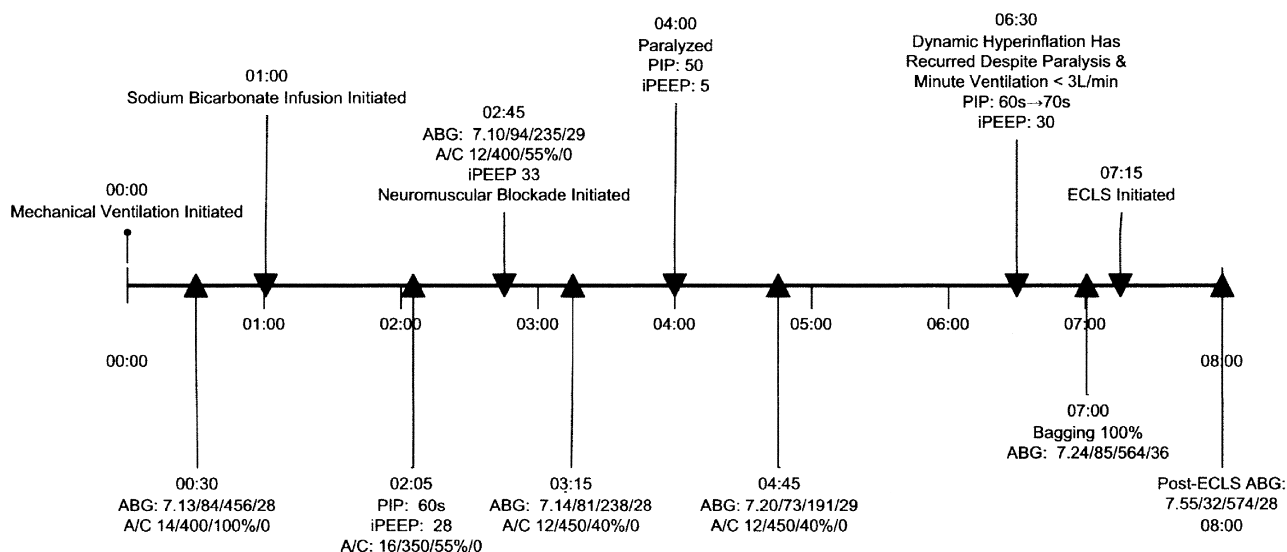 00:00
Mechanical Ventilation Initiated
01:00
Sodium Bicarbonate Infusion Initiated
02:45
ABG: 7.10/94/235/29
A/C 12/400/55%/0
iPEEP 33
Neuromuscular Blockade Initiated
04:00
Paralyzed
PIP: 50
iPEEP: 5
06:30
Dynamic Hyperinflation Has
Recurred Despite Paralysis &
Minute Ventilation < 3L/min
PIP: 60s→70s
iPEEP: 30
07:15
ECLS Initiated
01:00
02:00
03:00
04:00
05:00
06:00
07:00
00:00
08:00
00:30
ABG: 7.13/84/456/28
A/C 14/400/100%/0
02:05
PIP: 60s
iPEEP: 28
A/C: 16/350/55%/0
03:15
ABG: 7.14/81/238/28
A/C 12/450/40%/0
04:45
ABG: 7.20/73/191/29
A/C 12/450/40%/0
07:00
Bagging 100%
ABG: 7.24/85/564/36
Post-ECLS ABG:
7.55/32/574/28
08:00